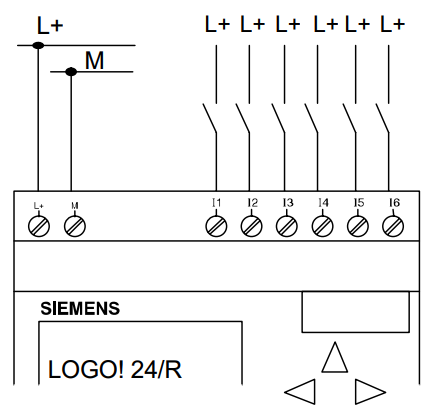 L+ L+ L+ L+ L+ L+ L+
M
L+ M I1 I2 I3 I4 I5 I6
SIEMENS
LOGO! 24/R